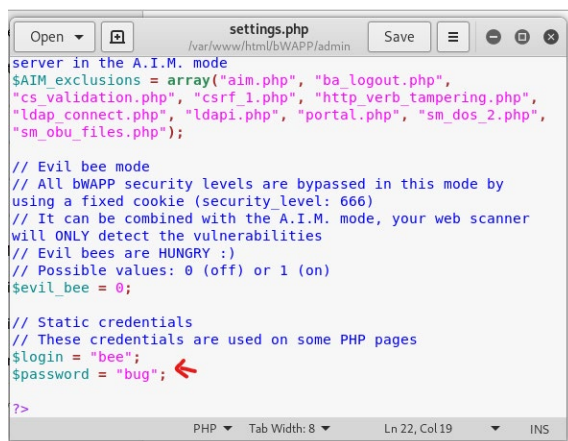 Open
settings.php
/var/www/html/bWAPP/admin
Save
server in the A.I.M. mode
$AIM_exclusions = array("aim.php", "ba_logout.php",
"cs_validation.php", "csrf_1.php", "http_verb_tampering.php",
"ldap_connect.php", "ldapi.php", "portal.php", "sm_dos_2.php",
"sm_obu_files.php");
// Evil bee mode
// All bWAPP security levels are bypassed in this mode by
using a fixed cookie (security_level: 666)
// It can be combined with the A.I.M. mode, your web scanner
will ONLY detect the vulnerabilities
// Evil bees are HUNGRY :)
// Possible values: 0 (off) or 1 (on)
$evil_bee = 0;
// Static credentials
// These credentials are used on some PHP pages
$login = "bee";
$password = "bug";
?>
PHP Tab Width: 8 Ln 22, Col 19 INS